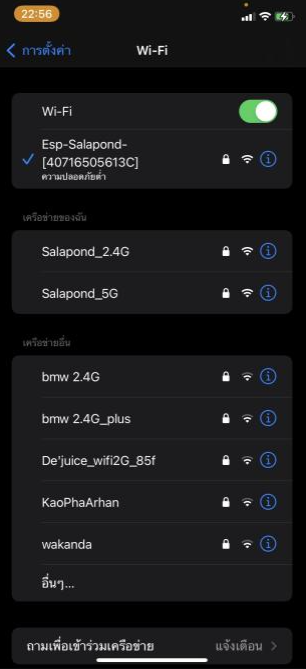 22:56
การตั้งค่า
Wi-Fi
Wi-Fi
Esp-Salapond-
[40716505613C]
ความปลอดภัยต่ำ
เครือข่ายของฉัน
Salapond_2.4G
Salapond_5G
เครือข่ายอื่น
bmw 2.4G
bmw 2.4G_plus
De'juice_wifi2G_85f
KaoPhaArhan
wakanda
อื่นๆ...
ถามเพื่อเข้าร่วมเครือข่าย แจ้งเตือน